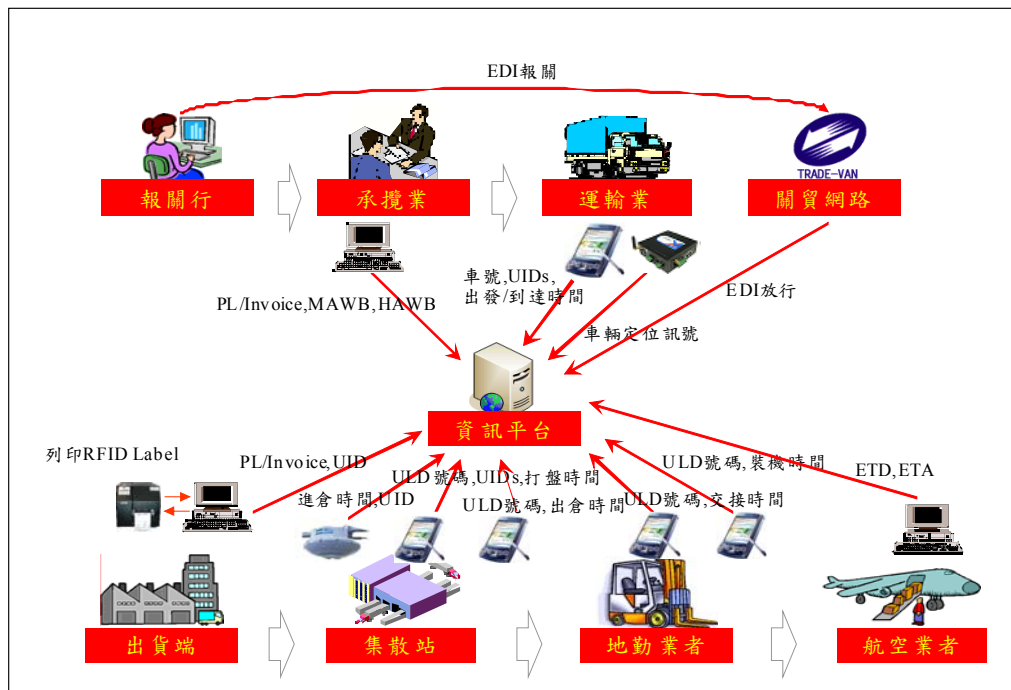 EDI報關
TRADE-VAN
報關行
承攬業
運輸業
關貿網路
車號,UIDs,
出發/到達時間
PL/Invoice,MAWB,HAWB
EDI放行
車輛定位訊號
資訊平台
列印RFID Label
PL/Invoice,UID
ULD號碼,UIDs,打盤時間
ULD號碼,裝機時間
ETD,ETA
進倉時間,UID
ULD號碼,出倉時間
ULD號碼,交接時間
出貨端
集散站
地勤業者
航空業者